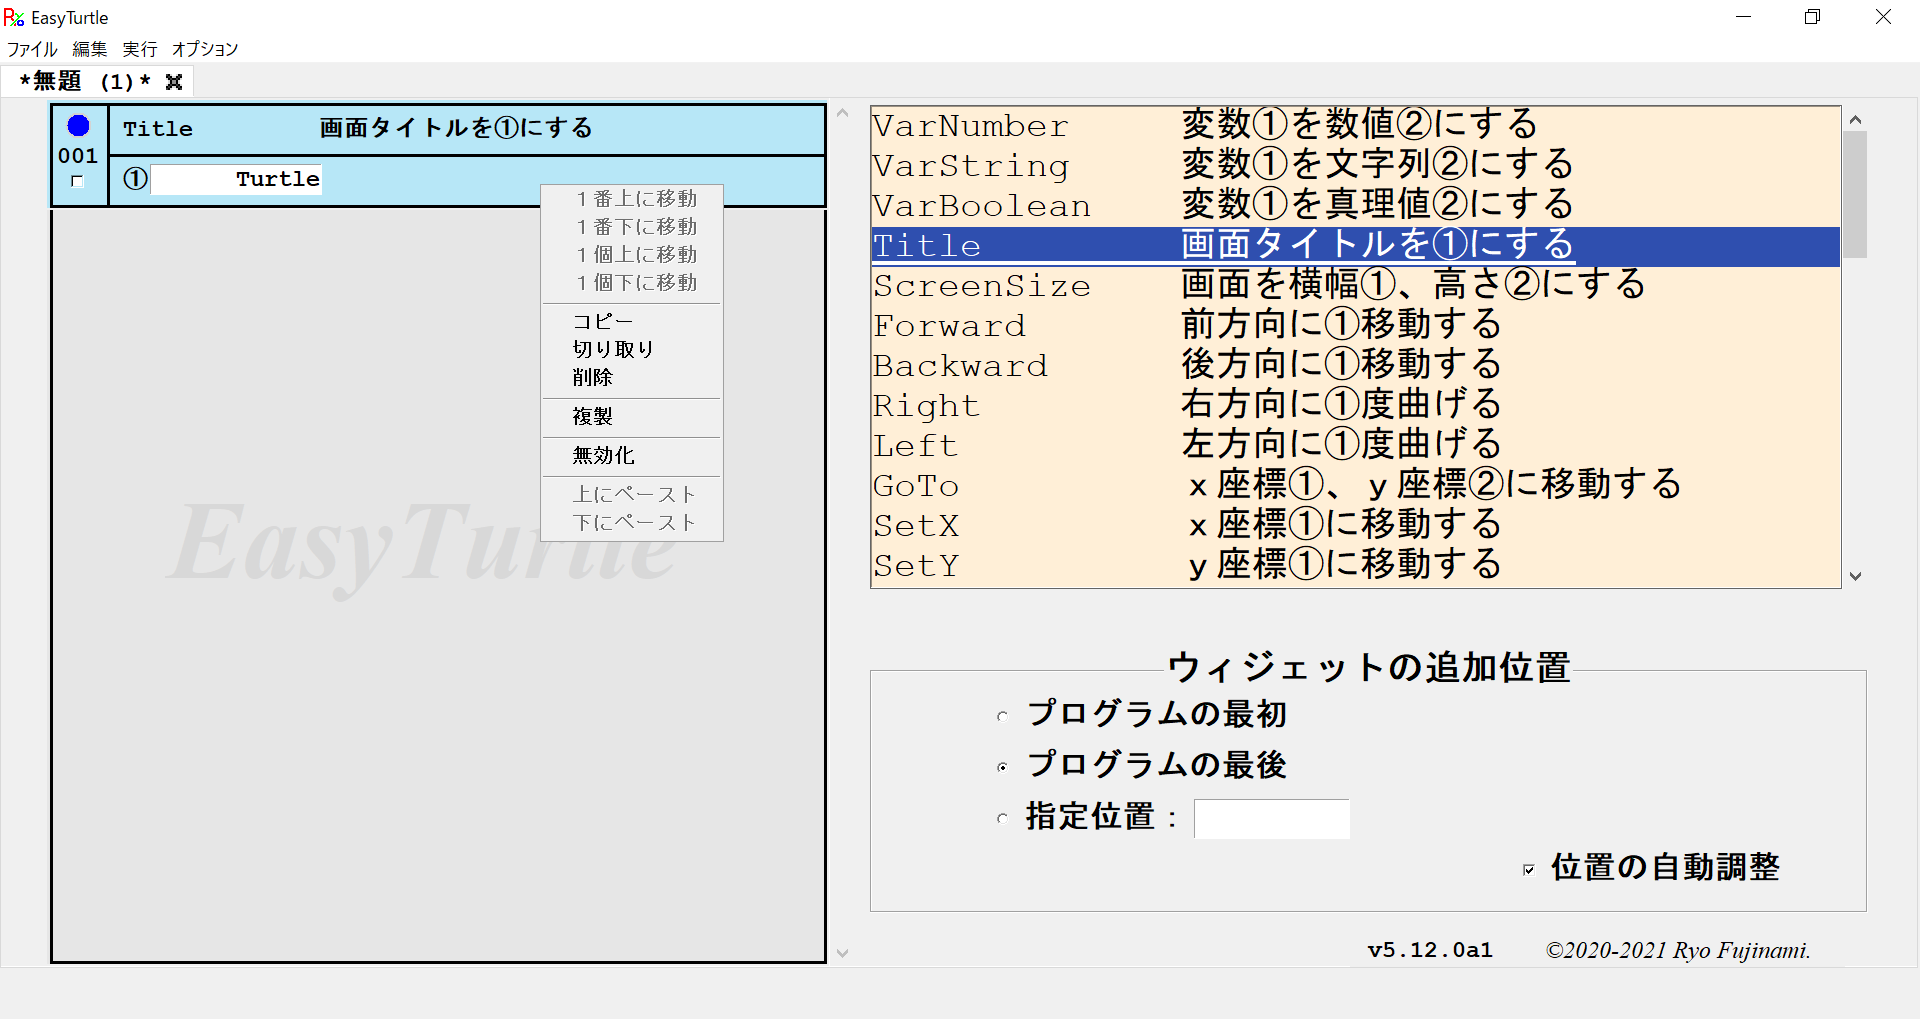 EasyTurtle
ファイル 編集 実行 オプション
*無題 (1)*
001
Title 画面タイトルを①にする
① Turtle
１番上に移動
１番下に移動
１個上に移動
１個下に移動
コピー
切り取り
削除
複製
無効化
上にペースト
下にペースト
EasyTurtle
VarNumber 変数①を数値②にする
VarString 変数①を文字列②にする
VarBoolean 変数①を真理値②にする
Title 画面タイトルを①にする
ScreenSize 画面を横幅①、高さ②にする
Forward 前方向に①移動する
Backward 後方向に①移動する
Right 右方向に①度曲げる
Left 左方向に①度曲げる
GoTo ｘ座標①、ｙ座標②に移動する
SetX ｘ座標①に移動する
SetY ｙ座標①に移動する
ウィジェットの追加位置
プログラムの最初
プログラムの最後
指定位置：
位置の自動調整
v5.12.0a1 ©2020-2021 Ryo Fujinami.